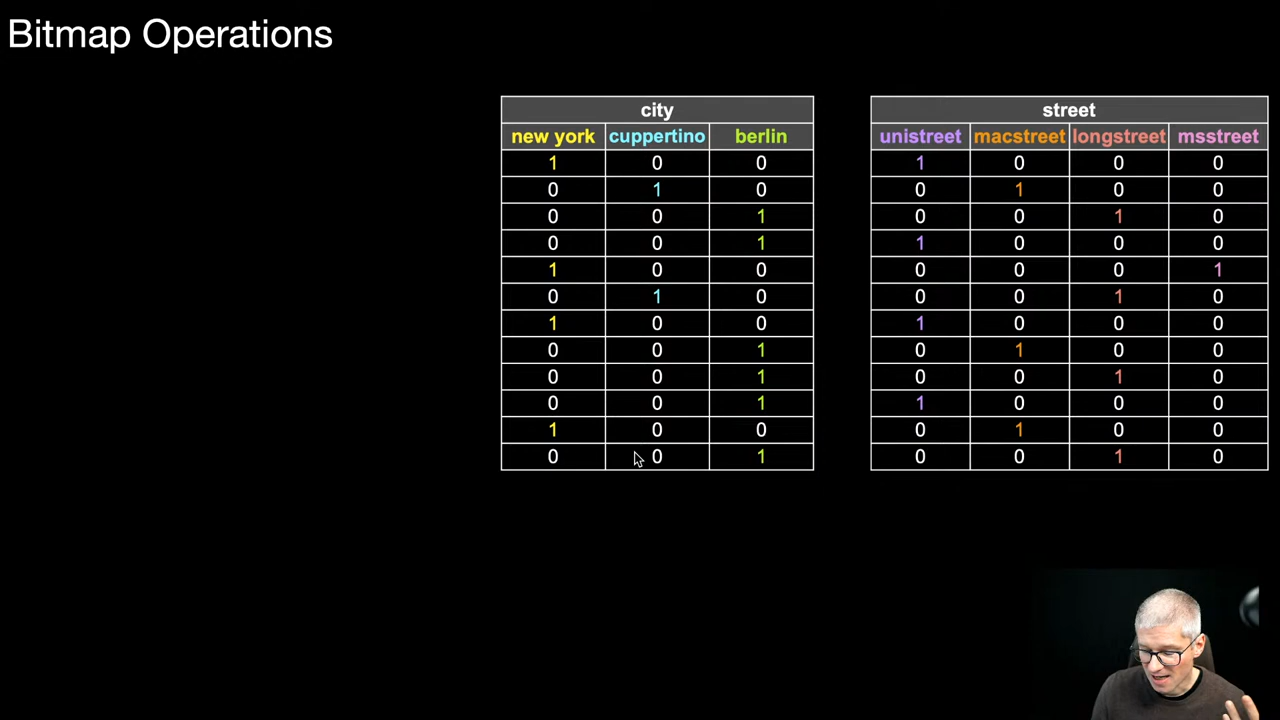 Bitmap Operations
city street
new york cuppertino berlin unistreet macstreet longstreet msstreet
1 0 0 1 0 0 0
0 1 0 0 1 0 0
0 0 1 0 0 1 0
0 0 1 1 0 0 0
1 0 0 0 0 0 1
0 1 0 0 0 1 0
1 0 0 1 0 0 0
0 0 1 0 1 0 0
0 0 1 0 0 1 0
0 0 1 1 0 0 0
1 0 0 0 1 0 0
0 0 1 0 0 1 0